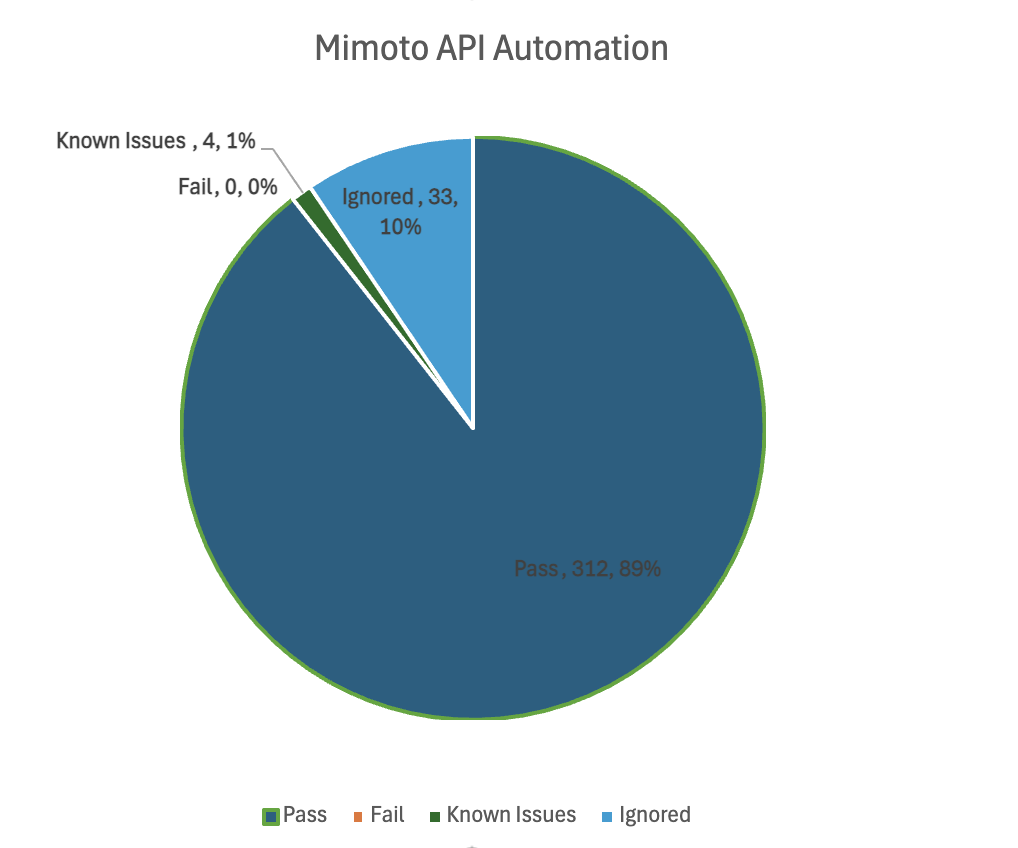 Mimoto API Automation
Known Issues , 4, 1%
Fail, 0, 0%
Ignored , 33,
10%
Pass , 312, 89%
Pass Fail Known Issues Ignored